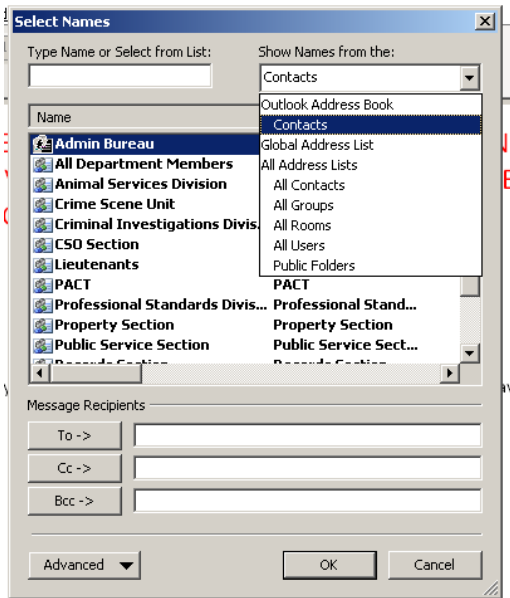 Select Names
Type Name or Select from List: Show Names from the:
Contacts
Name
Outlook Address Book
Contacts
Global Address List
All Address Lists
All Contacts
All Groups
All Rooms
All Users
Public Folders
Admin Bureau
All Department Members
Animal Services Division
Crime Scene Unit
Criminal Investigations Divis...
CSO Section
Lieutenants
PACT PACT
Professional Standards Divis... Professional Stand...
Property Section Property Section
Public Service Section Public Service Sect...
Records Section
Message Recipients
To ->
Cc ->
Bcc ->
Advanced OK Cancel